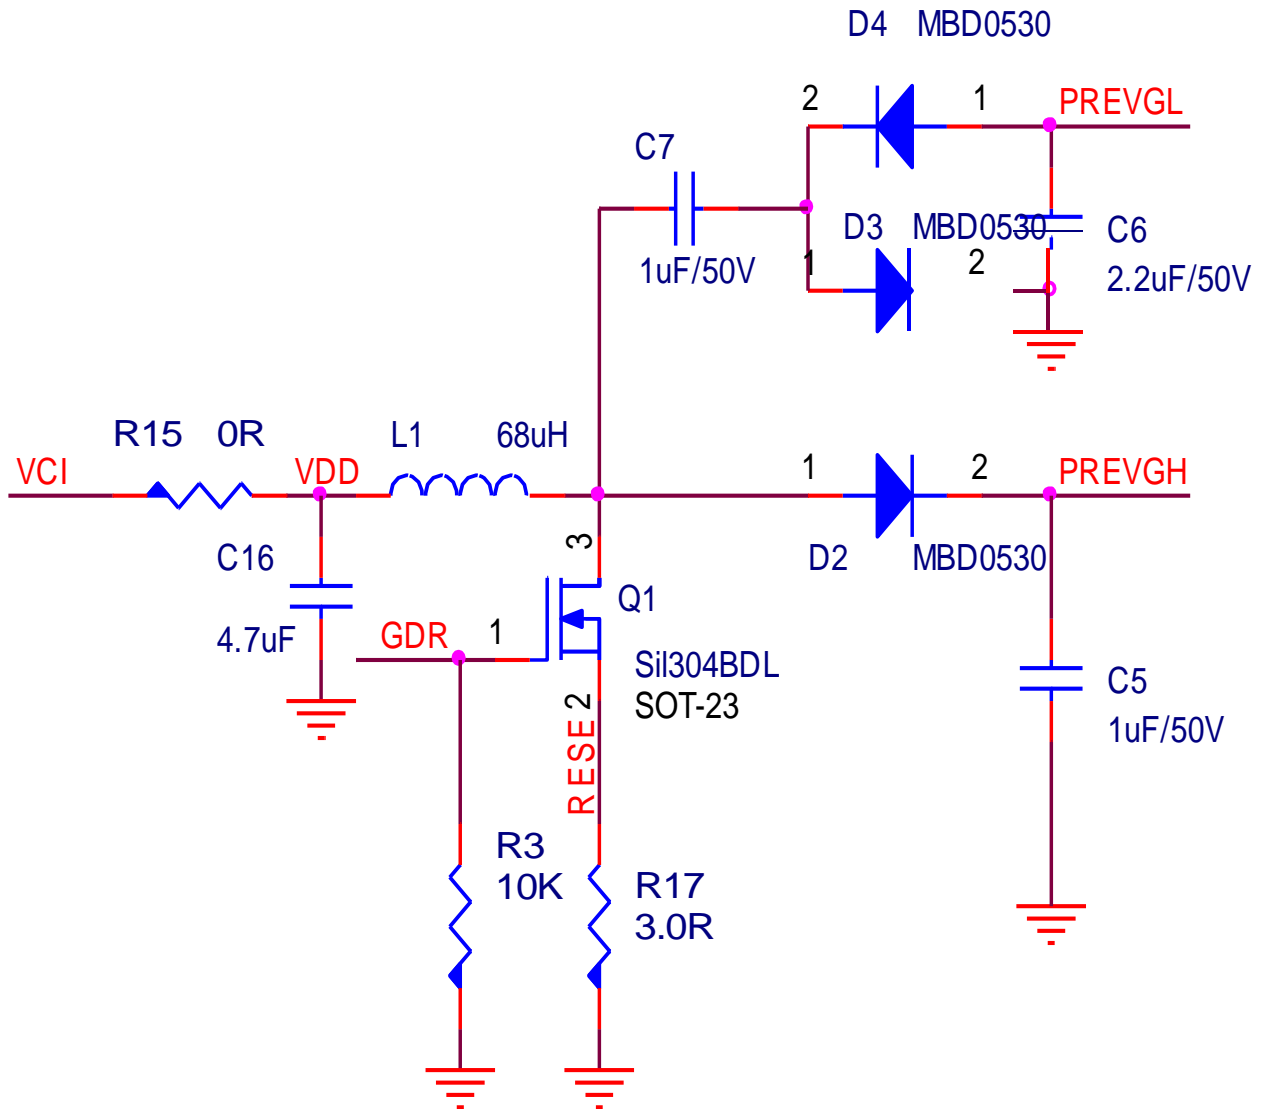 D4 MBD0530
2 1 PREVGL
C7
D3 MBD0530 C6
1uF/50V 1 2 2.2uF/50V
R15 0R L1 68uH
VCI VDD 1 2 PREVGH
C16 3 D2 MBD0530
Q1
4.7uF GDR 1
Sil304BDL C5
2 SOT-23 1uF/50V
RESE
R3
10K R17
3.0R